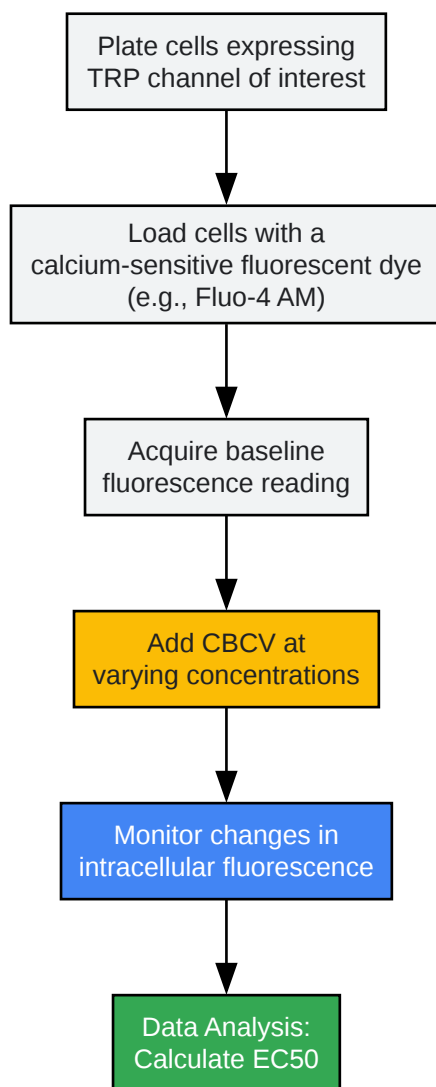 Plate cells expressing
TRP channel of interest
Load cells with a
calcium-sensitive fluorescent dye
(e.g., Fluo-4 AM)
Acquire baseline
fluorescence reading
Add CBCV at
varying concentrations
Monitor changes in
intracellular fluorescence
Data Analysis:
Calculate EC50